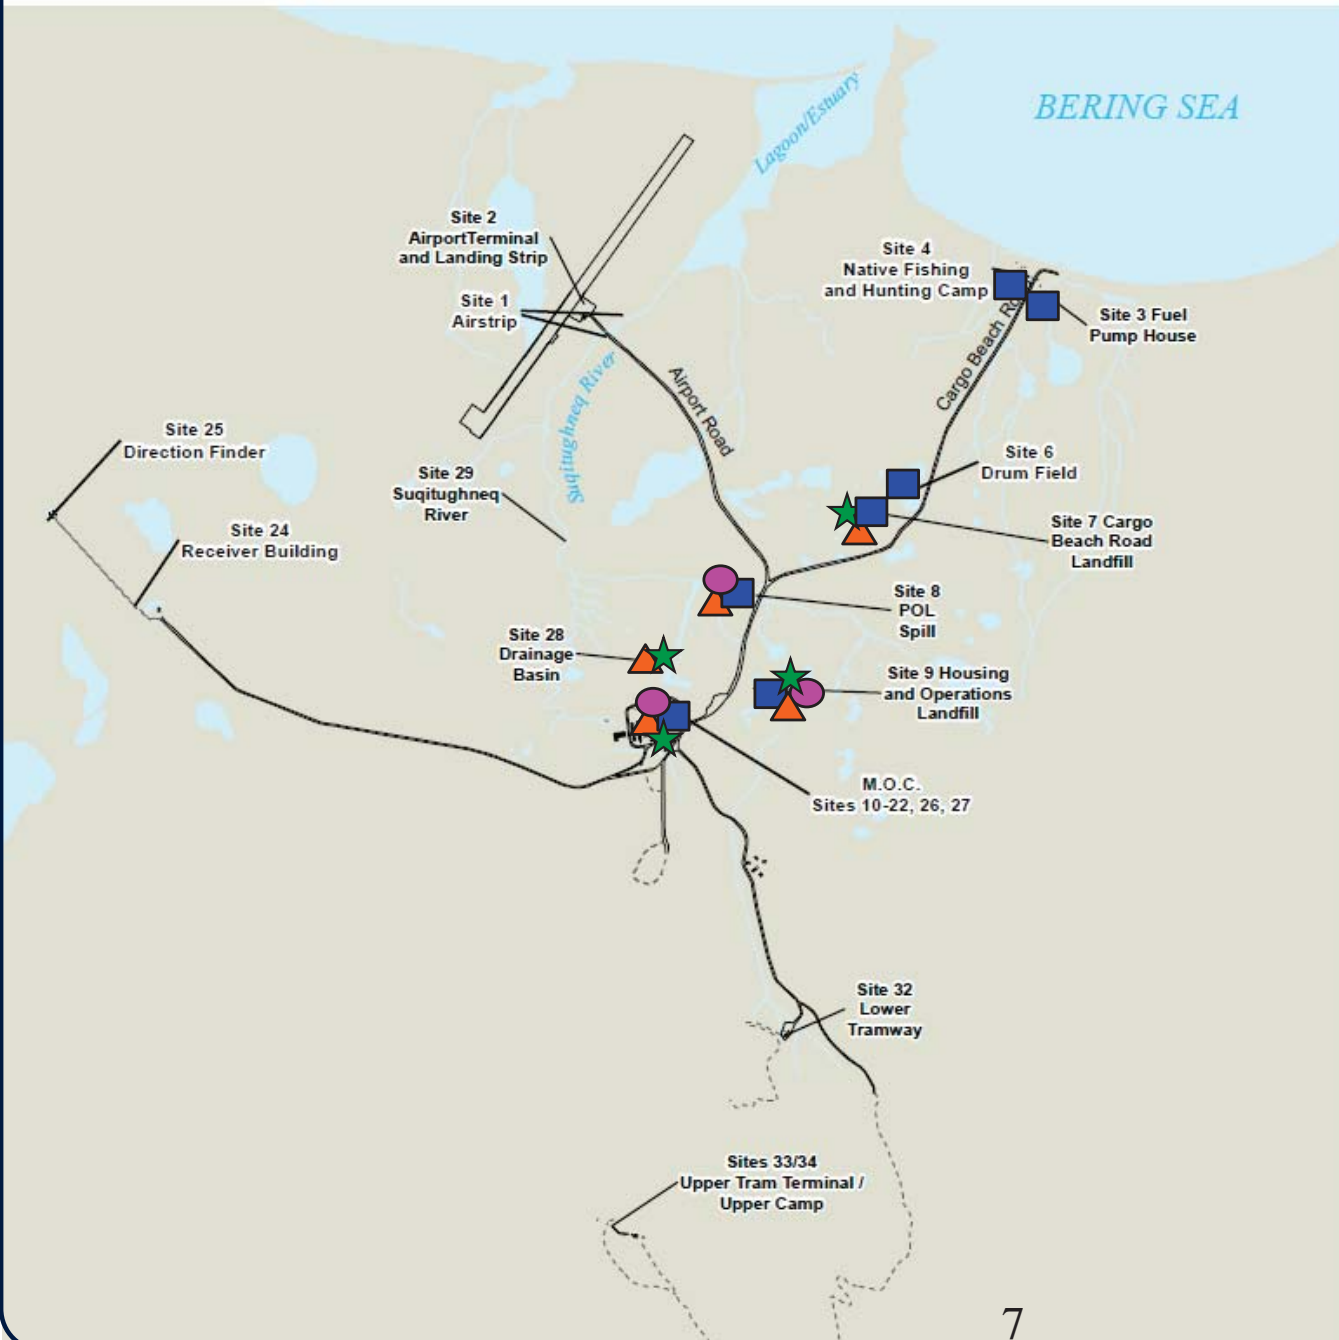 BERING SEA
Lagoon/Estuary
Site 2
AirportTerminal
and Landing Strip
Site 4
Native Fishing
and Hunting Camp
Site 1
Airstrip
Site 3 Fuel
Pump House
Cargo Beach Ro
Airport Road
Suqitughneq River
Site 25
Direction Finder
Site 6
Drum Field
Site 29
Suqitughneq
River
Site 24
Receiver Building
Site 7 Cargo
Beach Road
Landfill
Site 8
POL
Spill
Site 28
Drainage
Basin
Site 9 Housing
and Operations
Landfill
M.O.C.
Sites 10-22, 26, 27
Site 32
Lower
Tramway
Sites 33/34
Upper Tram Terminal /
Upper Camp
7